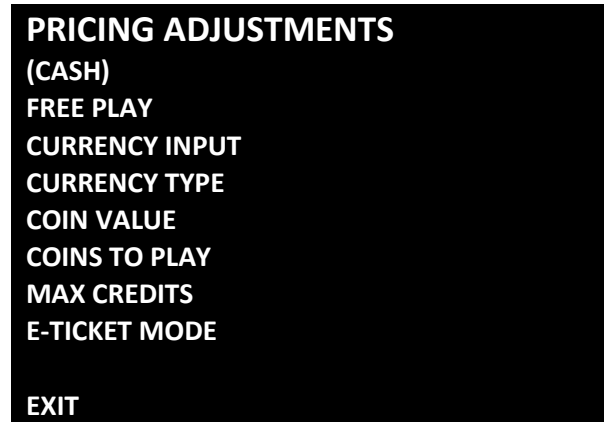 PRICING ADJUSTMENTS
(CASH)
FREE PLAY
CURRENCY INPUT
CURRENCY TYPE
COIN VALUE
COINS TO PLAY
MAX CREDITS
E-TICKET MODE
EXIT